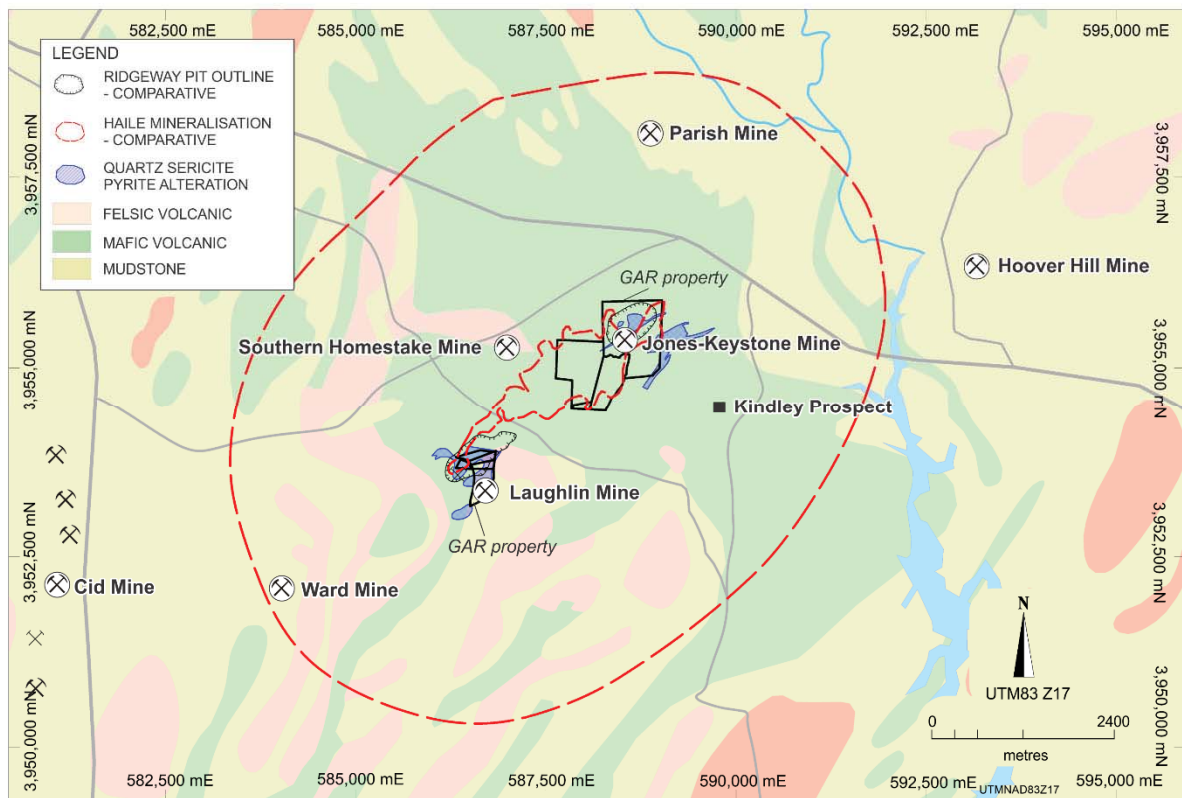 582,500 mE
585,000 mE
587,500 mE
590,000 mE
592,500 mE
595,000 mE
LEGEND
RIDGEWAY PIT OUTLINE
- COMPARATIVE
HAILE MINERALISATION
- COMPARATIVE
QUARTZ SERICITE
PYRITE ALTERATION
FELSIC VOLCANIC
MAFIC VOLCANIC
MUDSTONE
3,957,500 mN
3,957,500 mN
Parish Mine
Hoover Hill Mine
GAR property
Southern Homestake Mine
Jones-Keystone Mine
3,955,000 mN
3,955,000 mN
Kindley Prospect
Laughlin Mine
GAR property
3,952,500 mN
3,952,500 mN
Cid Mine
Ward Mine
N
UTM83 Z17
0
2400
metres
3,950,000 mN
3,950,000 mN
582,500 mE
585,000 mE
587,500 mE
590,000 mE
592,500 mE
595,000 mE
UTMNAD83Z17